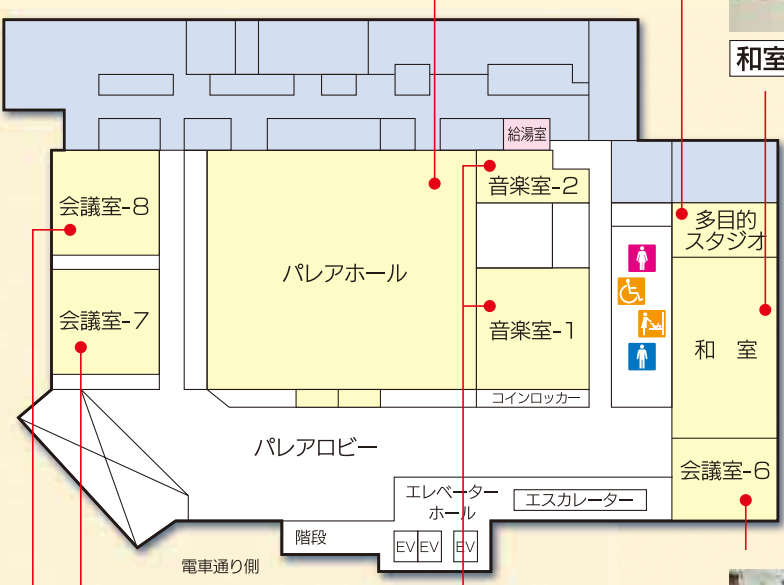 和室
給湯室
音楽室-2
会議室-8
多目的
スタジオ
パレアホール
会議室-7
音楽室-1
和 室
コインロッカー
パレアロビー
会議室-6
エレベーター
ホール
エスカレーター
階段
EV
EV
EV
電車通り側